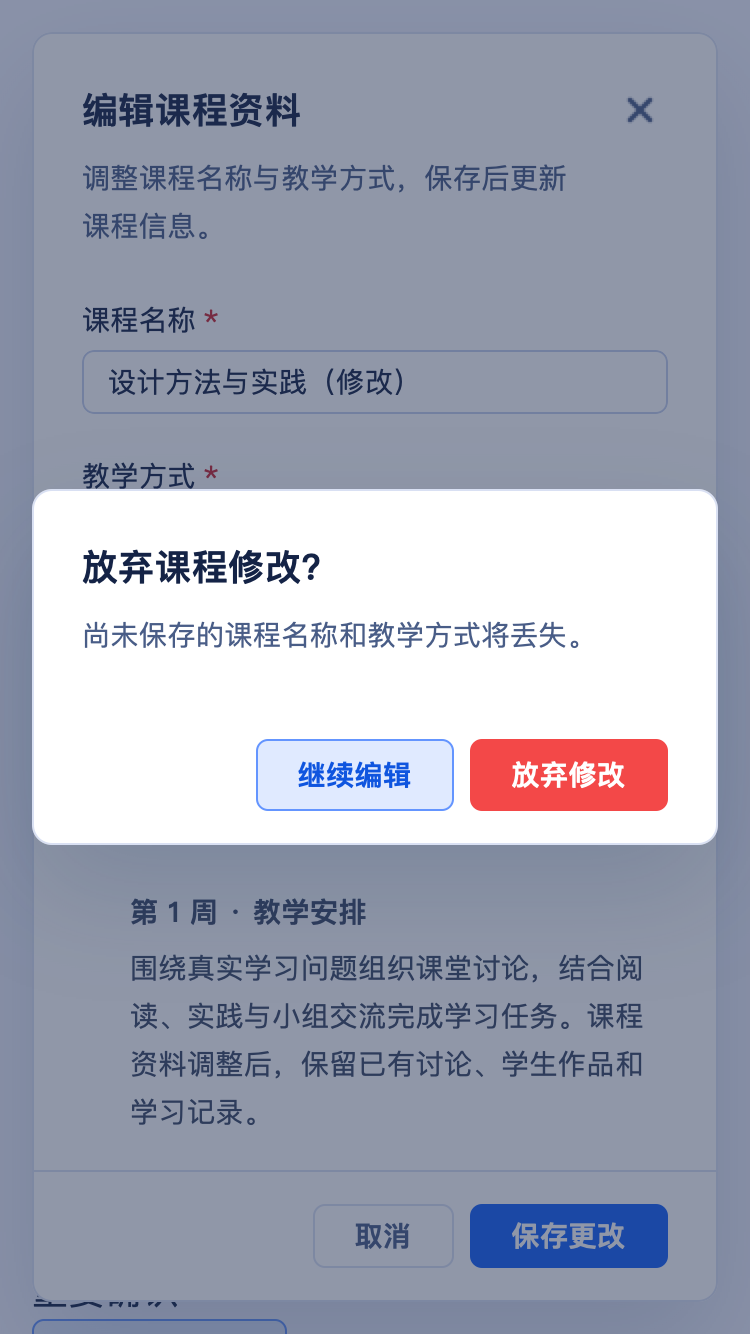 编辑课程资料
调整课程名称与教学方式，保存后更新
课程信息。
课程名称 *
设计方法与实践（修改）
教学方式 *
放弃课程修改?
尚未保存的课程名称和教学方式将丢失。
继续编辑
放弃修改
第 1 周 · 教学安排
围绕真实学习问题组织课堂讨论，结合阅
读、实践与小组交流完成学习任务。课程
资料调整后，保留已有讨论、学生作品和
学习记录。
取消
保存更改